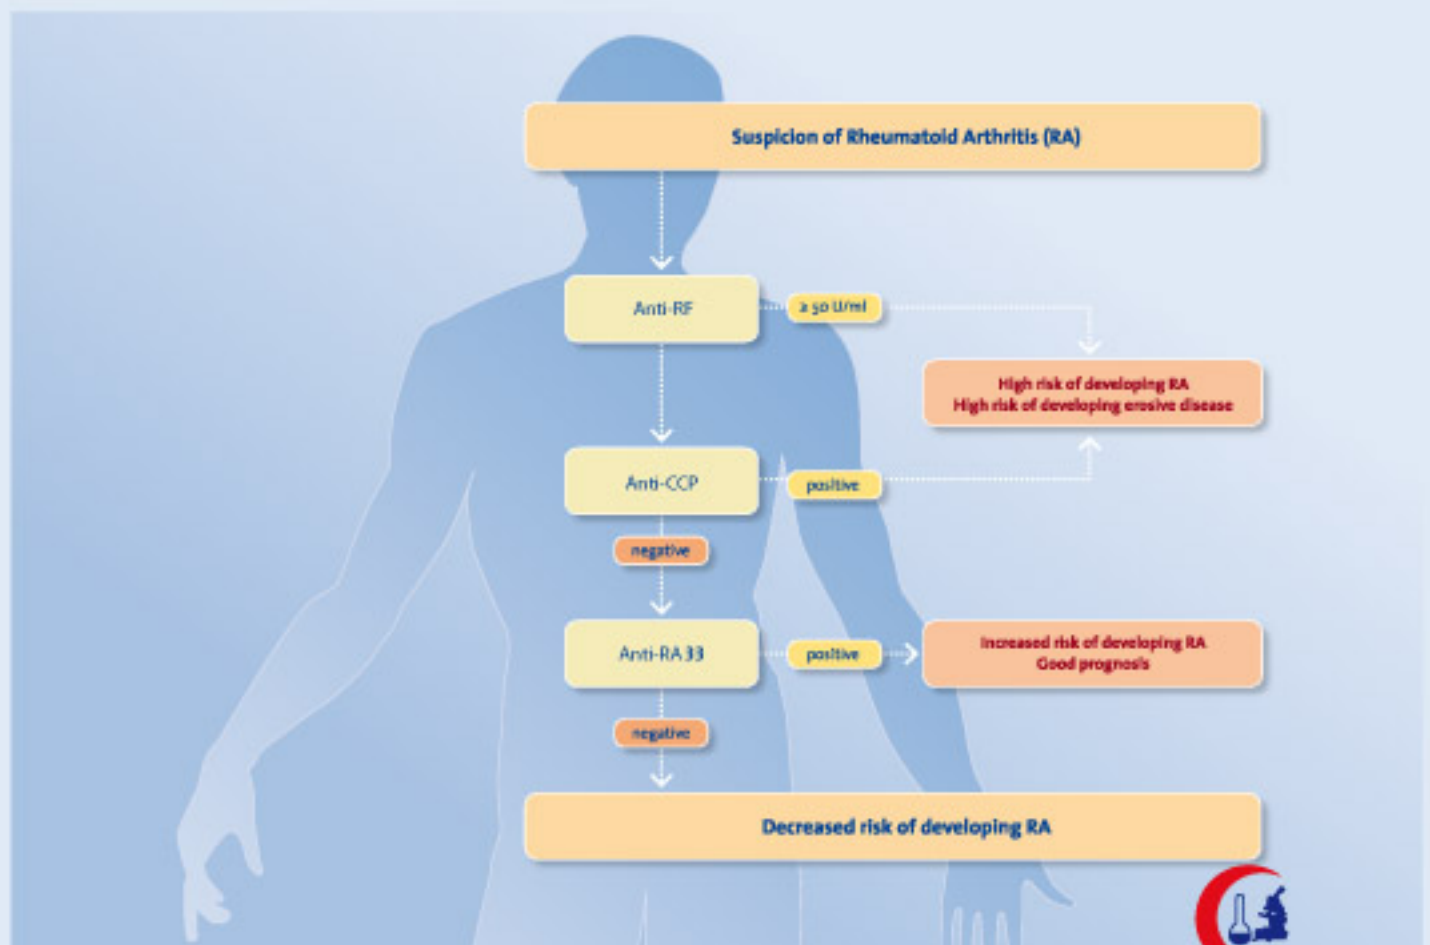 Suspicion of Rheumatoid Arthritis (RA)
Anti-RF
≥ 50 U/ml
High risk of developing RA
High risk of developing erosive disease
Anti-CCP
positive
negative
Anti-RA 33
positive
Increased risk of developing RA
Good prognosis
negative
Decreased risk of developing RA